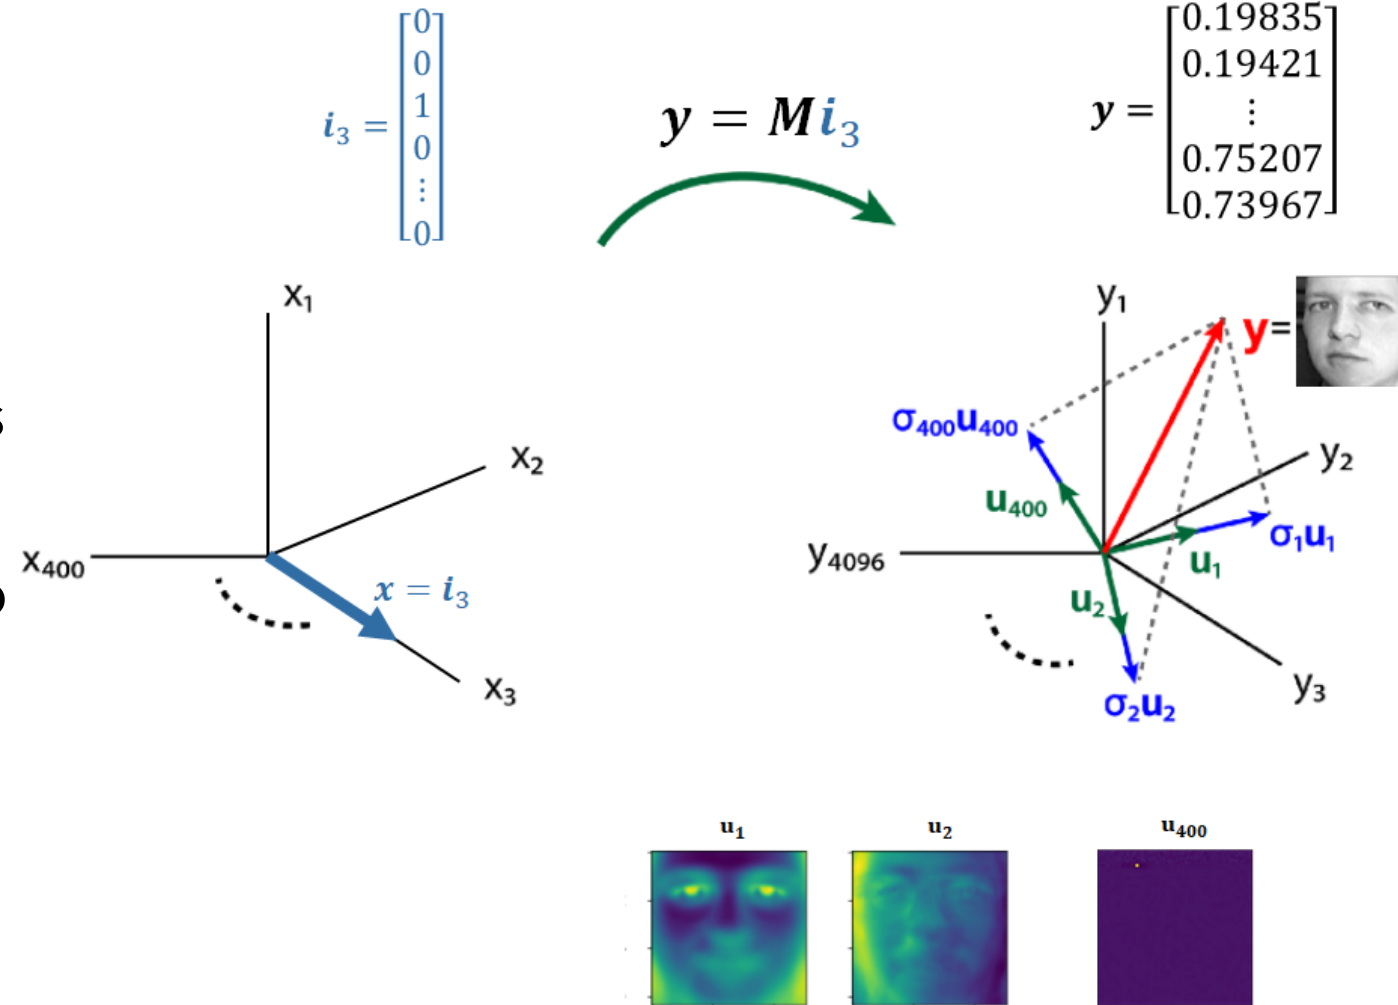 i₃ = [0 0 1 0 ⋮ 0]
y = Mi₃
y = [0.19835 0.19421 ⋮ 0.75207 0.73967]
x₁
x₂
x₄₀₀
x = i₃
x₃
y₁
y=
σ₄₀₀u₄₀₀
y₂
u₄₀₀
σ₁u₁
y₄₀₉₆
u₁
u₂
y₃
σ₂u₂
u₁
u₂
u₄₀₀